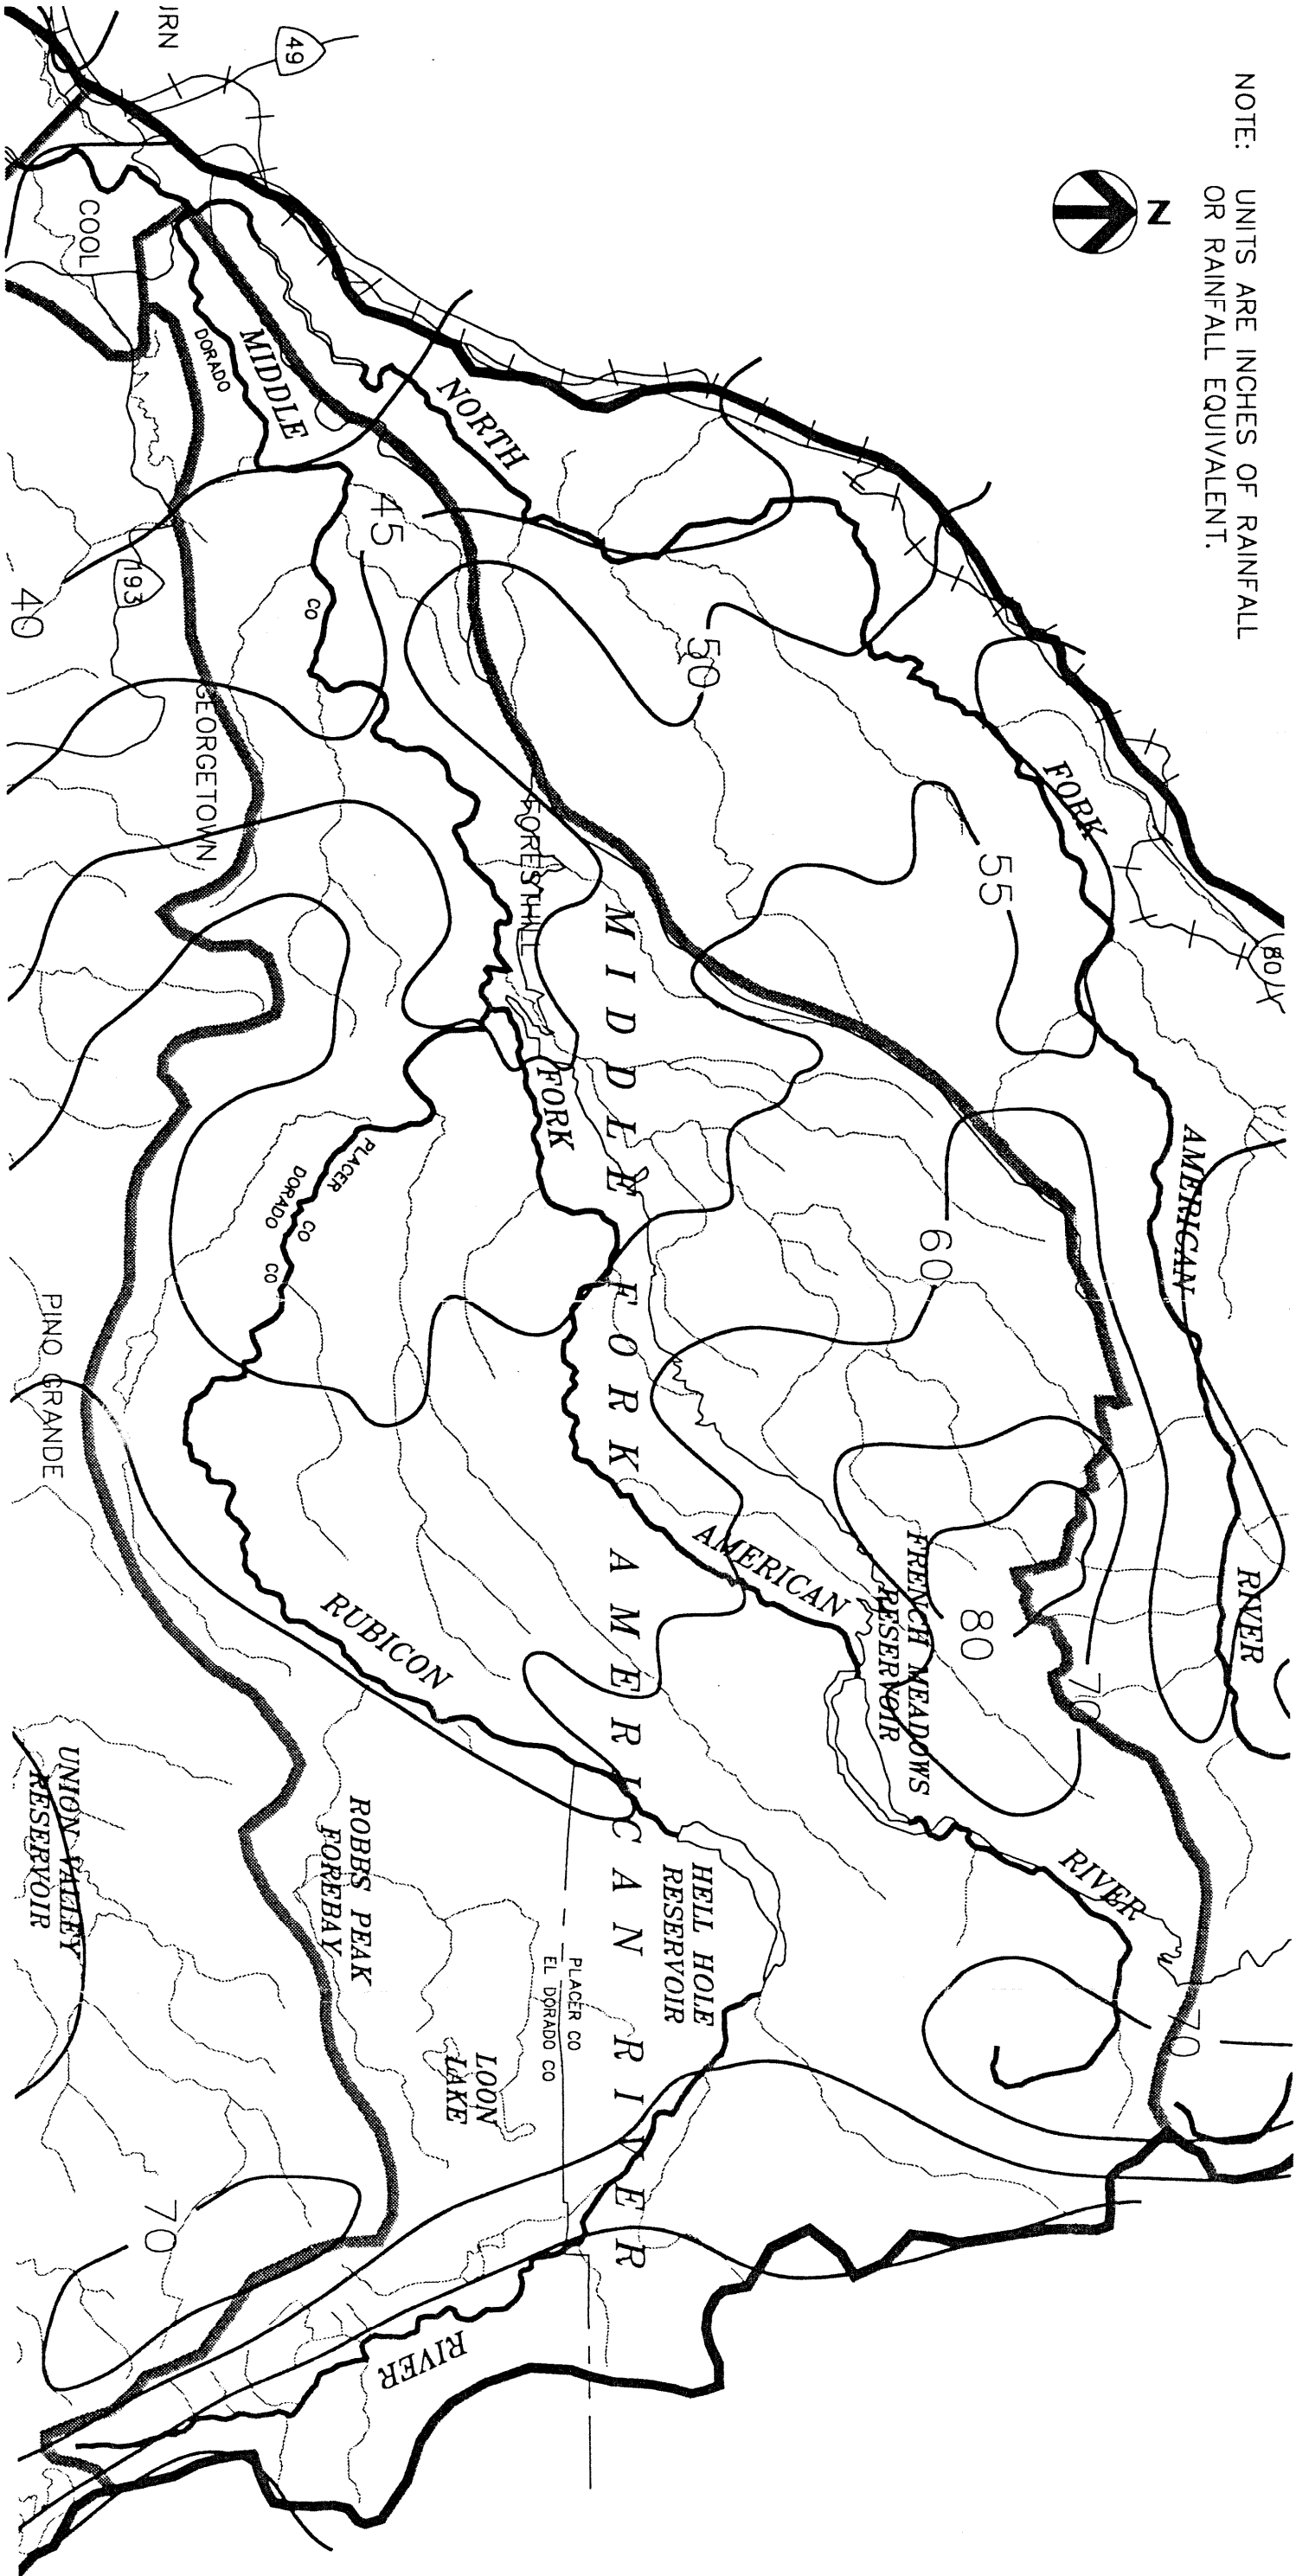 NOTE: UNITS ARE INCHES OF RAINFALL
OR RAINFALL EQUIVALENT.
N
80
49
JRN
COOL
DORADO
MIDDLE
NORTH
FORK
AMERICAN
RIVER
45
50
55
60
80
70
70
40
193
CO
GEORGETOWN
FORESTHILL
FORK
MIDDLE FORK AMERICAN RIVER
PLACER CO
DORADO CO
PINO GRANDE
AMERICAN
FRENCH MEADOWS
RESERVOIR
RIVER
RUBICON
HELL HOLE
RESERVOIR
PLACER CO
EL DORADO CO
ROBBS PEAK
FOREBAY
LOON
LAKE
UNION VALLEY
RESERVOIR
70
RIVER